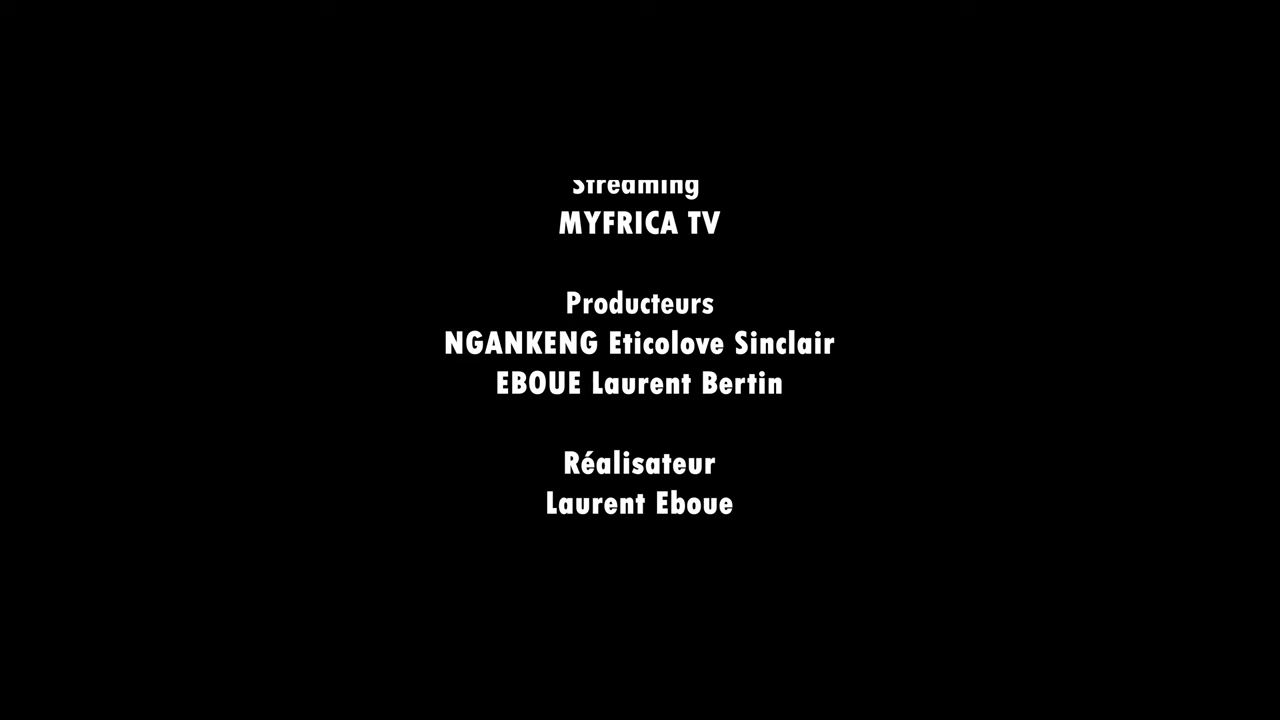 Streaming
MYFRICA TV
Producteurs
NGANKENG Eticolove Sinclair
EBOUE Laurent Bertin
Réalisateur
Laurent Eboue